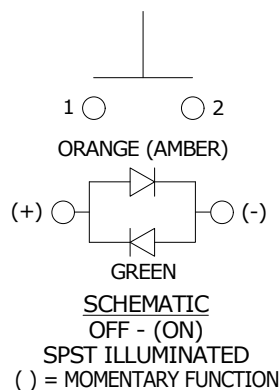 1 2
ORANGE (AMBER)
(+) (-)
GREEN
SCHEMATIC
OFF - (ON)
SPST ILLUMINATED
( ) = MOMENTARY FUNCTION